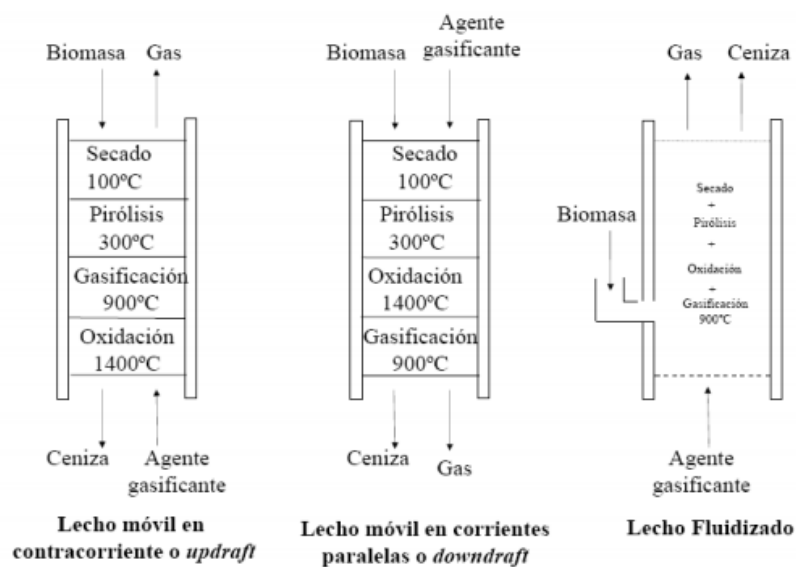 Biomasa Gas
Secado
100ºC
Pirólisis
300ºC
Gasificación
900ºC
Oxidación
1400ºC
Ceniza Agente
gasificante
Lecho móvil en
contracorriente o updraft
Biomasa Agente
gasificante
Secado
100ºC
Pirólisis
300ºC
Oxidación
1400ºC
Gasificación
900ºC
Ceniza Gas
Lecho móvil en corrientes
paralelas o downdraft
Gas Ceniza
Biomasa
Secado
+
Pirólisis
+
Oxidación
+
Gasificación
900ºC
Agente
gasificante
Lecho Fluidizado